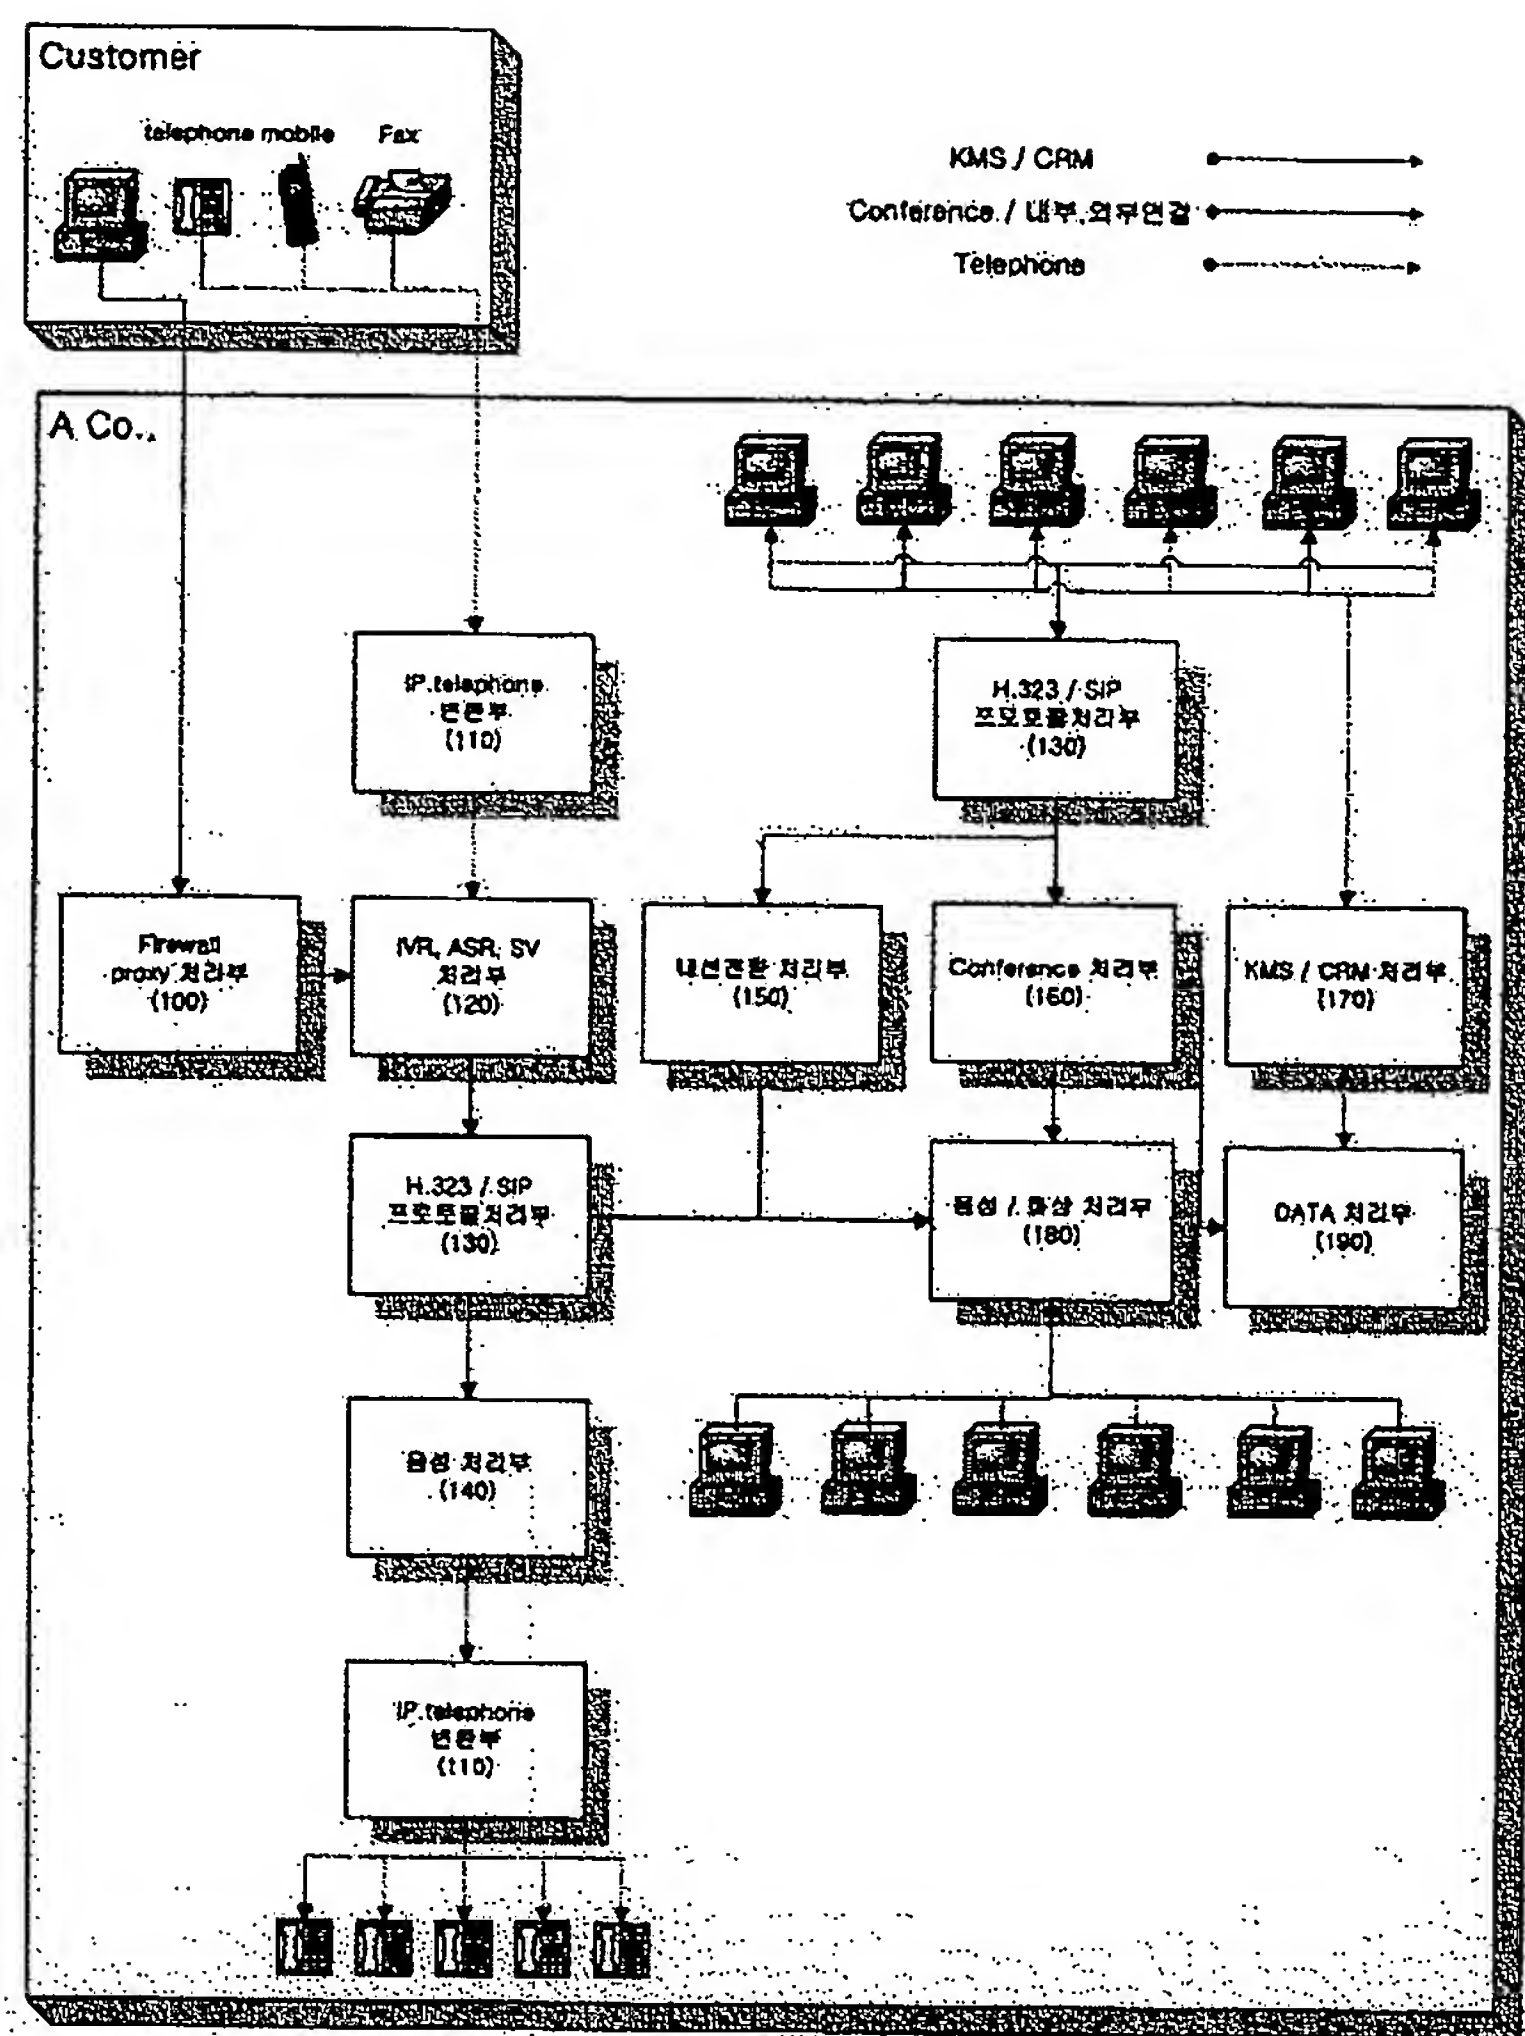 Customer
telephone mobile
Fax
KMS / CRM
Conference / 내부,외부연결
Telephone
A Co.,
IP.telephone
변환부
(110)
H.323 / SIP
프로토콜처리부
(130)
Firewall
proxy 처리부
(100)
IVR, ASR, SV
처리부
(120)
내선전환 처리부
(150)
Conference 처리부
(160)
KMS / CRM 처리부
(170)
H.323 / SIP
프로토콜처리부
(130)
음성 / 화상 처리부
(180)
DATA 처리부
(190)
음성 처리부
(140)
IP.telephone
변환부
(110)